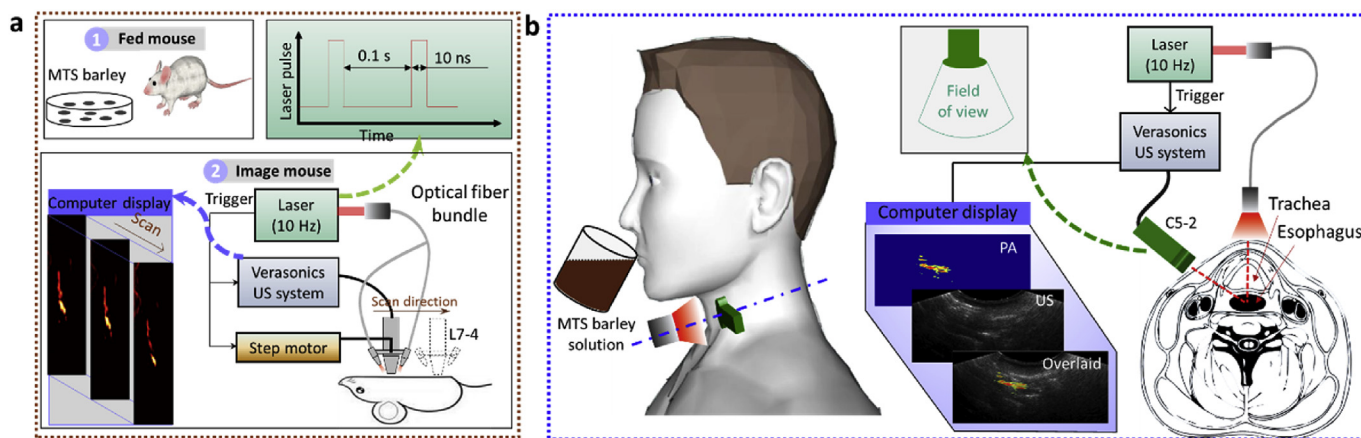 a
1 Fed mouse
MTS barley
Laser pulse
0.1 s
10 ns
Time
2 Image mouse
Computer display
Scan
Trigger
Laser
(10 Hz)
Optical fiber
bundle
Verasonics
US system
Scan direction
L7-4
Step motor
b
MTS barley
solution
Field
of view
Computer display
PA
US
Overlaid
Laser
(10 Hz)
Trigger
Verasonics
US system
C5-2
Trachea
Esophagus